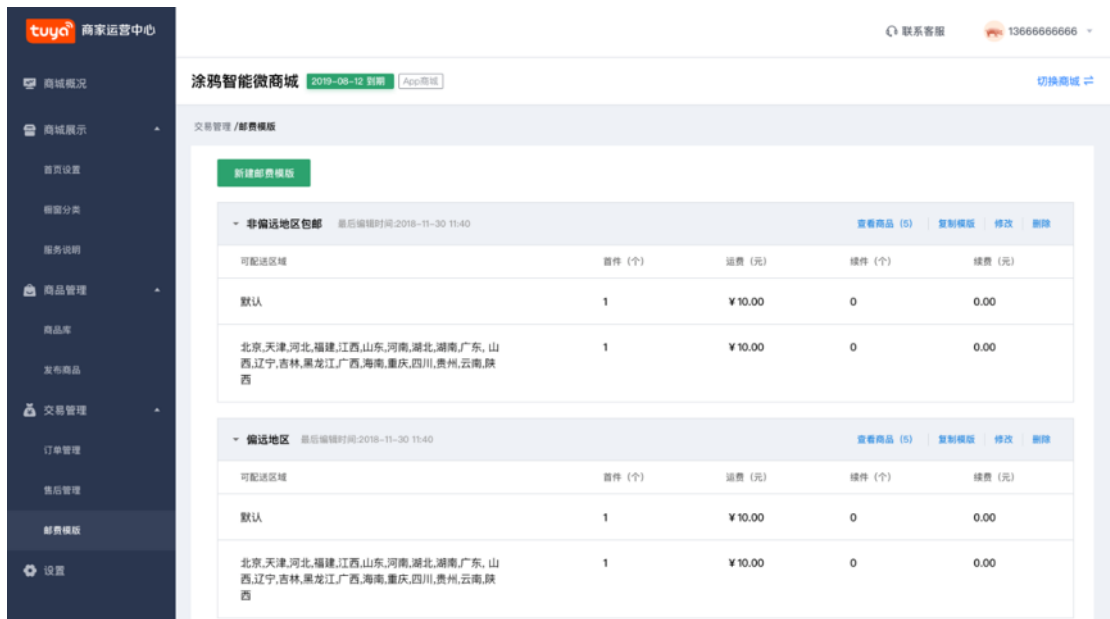 tuya 商家运营中心
联系客服
13666666666
商城概况
涂鸦智能微商城 2019-08-12 到期 App商城
切换商城
商城展示
交易管理 /邮费模版
首页设置
新建邮费模版
橱窗分类
非偏远地区包邮 最后编辑时间:2018-11-30 11:40
查看商品（5） 复制模版 修改 删除
服务说明
可配送区域 首件（个） 运费（元） 续件（个） 续费（元）
商品管理
默认 1 ¥10.00 0 0.00
商品库
北京,天津,河北,福建,江西,山东,河南,湖北,湖南,广东, 山 1 ¥10.00 0 0.00
西,辽宁,吉林,黑龙江,广西,海南,重庆,四川,贵州,云南,陕
西
发布商品
交易管理
偏远地区 最后编辑时间:2018-11-30 11:40
查看商品（5） 复制模版 修改 删除
订单管理
可配送区域 首件（个） 运费（元） 续件（个） 续费（元）
售后管理
默认 1 ¥10.00 0 0.00
邮费模版
北京,天津,河北,福建,江西,山东,河南,湖北,湖南,广东, 山 1 ¥10.00 0 0.00
西,辽宁,吉林,黑龙江,广西,海南,重庆,四川,贵州,云南,陕
西
设置